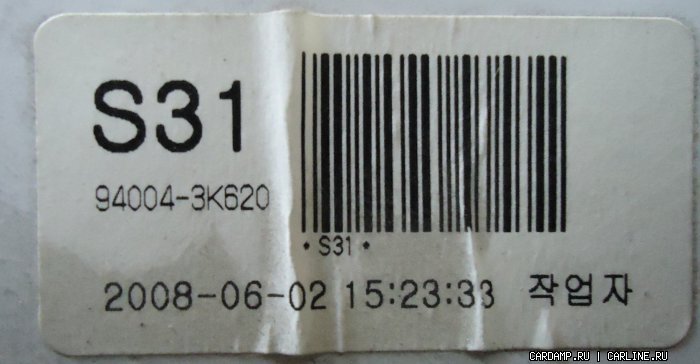 S31
94004-3K620
* S31 *
2008-06-02 15:23:33 작업자
CARDAMP.RU | CARLINE.RU